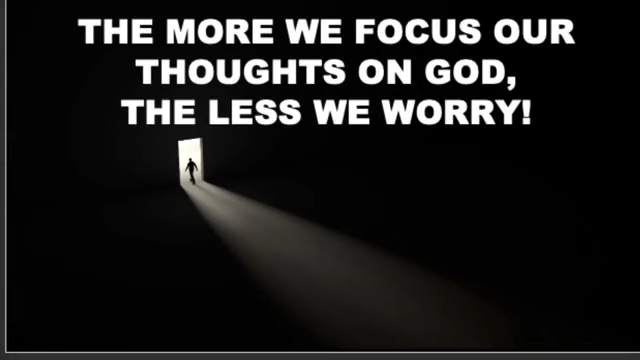 THE MORE WE FOCUS OUR
THOUGHTS ON GOD,
THE LESS WE WORRY!